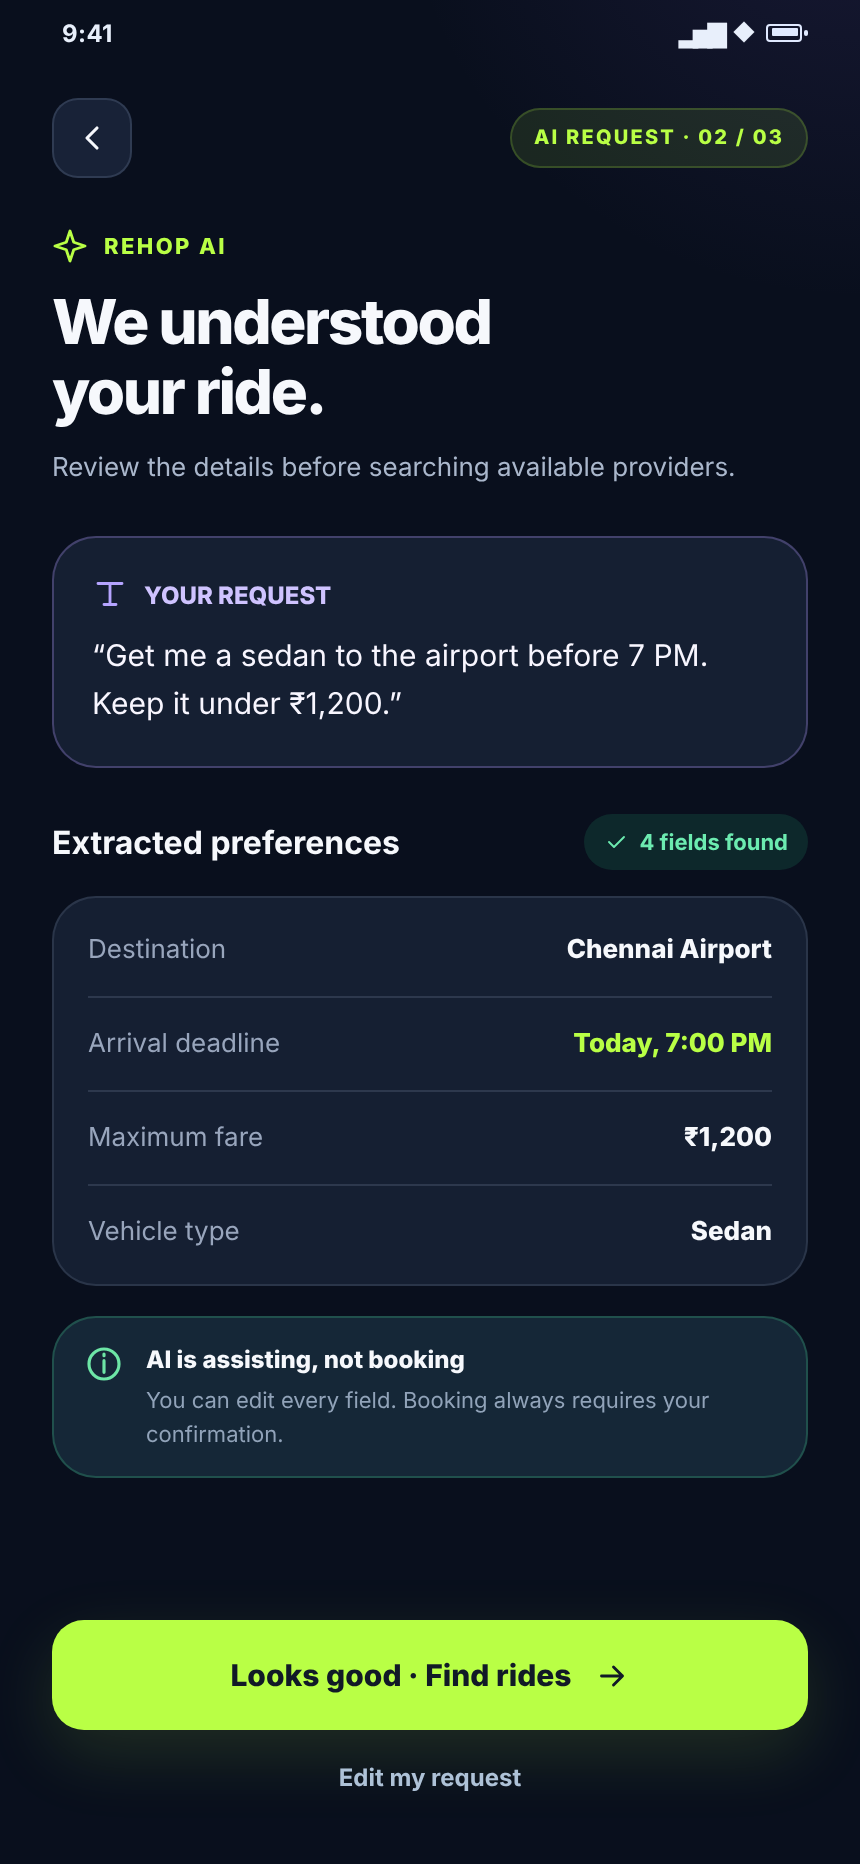 9:41
AI REQUEST · 02 / 03
REHOP AI
We understood
your ride.
Review the details before searching available providers.
YOUR REQUEST
“Get me a sedan to the airport before 7 PM.
Keep it under ₹1,200.”
Extracted preferences
4 fields found
Destination Chennai Airport
Arrival deadline Today, 7:00 PM
Maximum fare ₹1,200
Vehicle type Sedan
AI is assisting, not booking
You can edit every field. Booking always requires your
confirmation.
Looks good · Find rides →
Edit my request